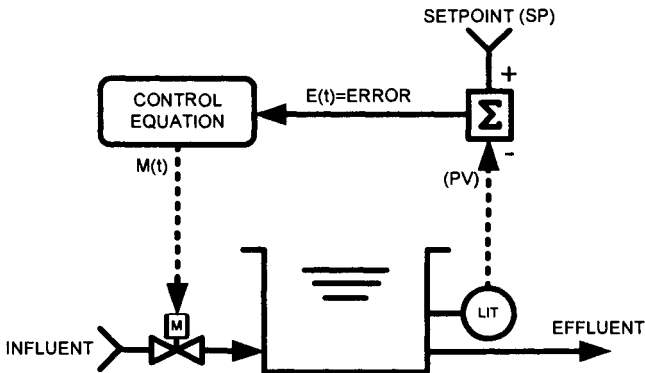 SETPOINT (SP)
+
CONTROL
EQUATION
E(t)=ERROR
Σ
M(t)
-
(PV)
M
LIT
INFLUENT
EFFLUENT